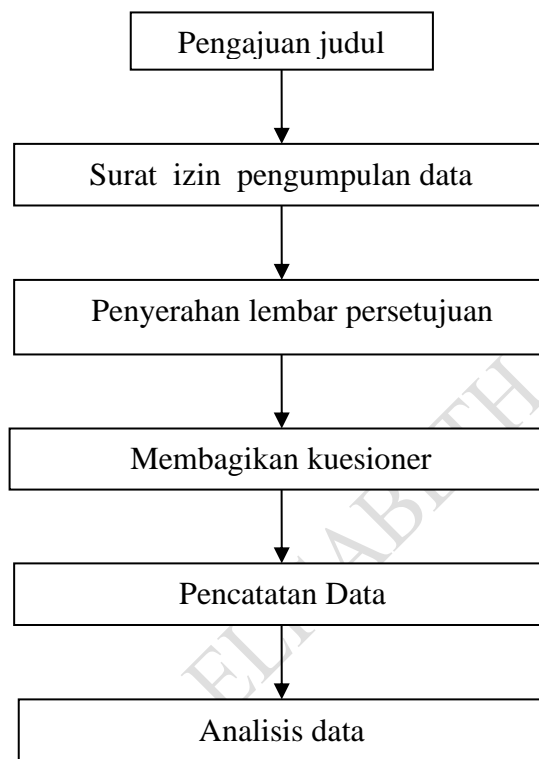 Pengajuan judul
Surat izin pengumpulan data
Penyerahan lembar persetujuan
Membagikan kuesioner
Pencatatan Data
Analisis data